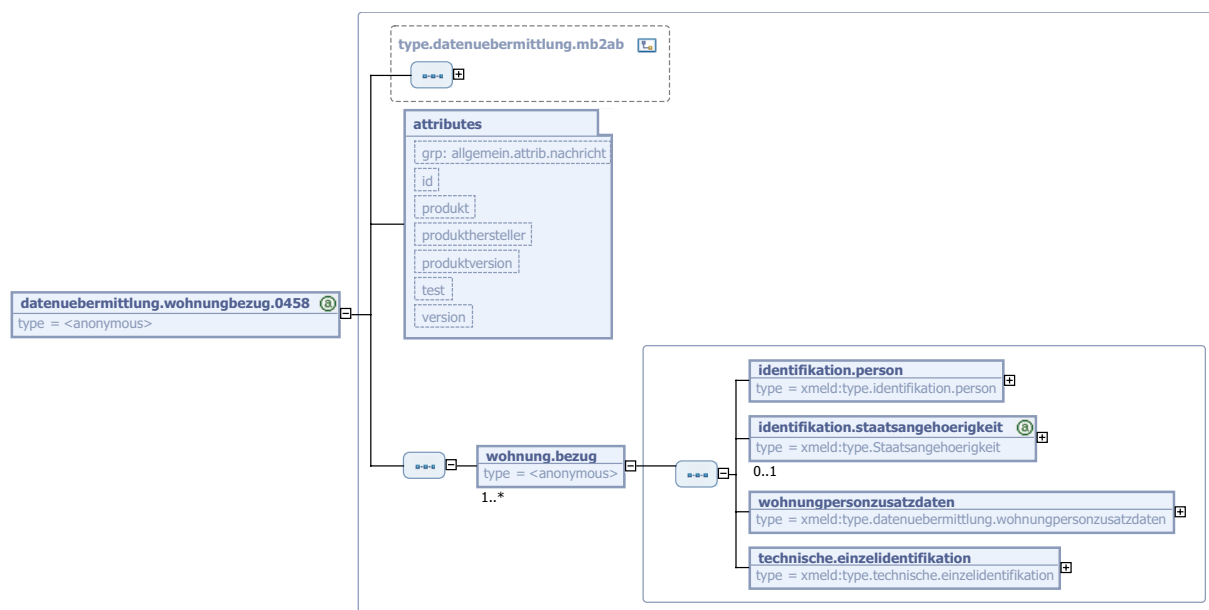 type.datenuebermittlung.mb2ab
attributes
grp: allgemein.attrib.nachricht
id
produkt
produkthersteller
produktversion
test
version
datenuebermittlung.wohnungbezug.0458 a
type = <anonymous>
wohnung.bezug
type = <anonymous>
1..*
identifikation.person
type = xmeld:type.identifikation.person
identifikation.staatsangehoerigkeit a
type = xmeld:type.Staatsangehoerigkeit
0..1
wohnungpersonzusatzdaten
type = xmeld:type.datenuebermittlung.wohnungpersonzusatzdaten
technische.einzelidentifikation
type = xmeld:type.technische.einzelidentifikation